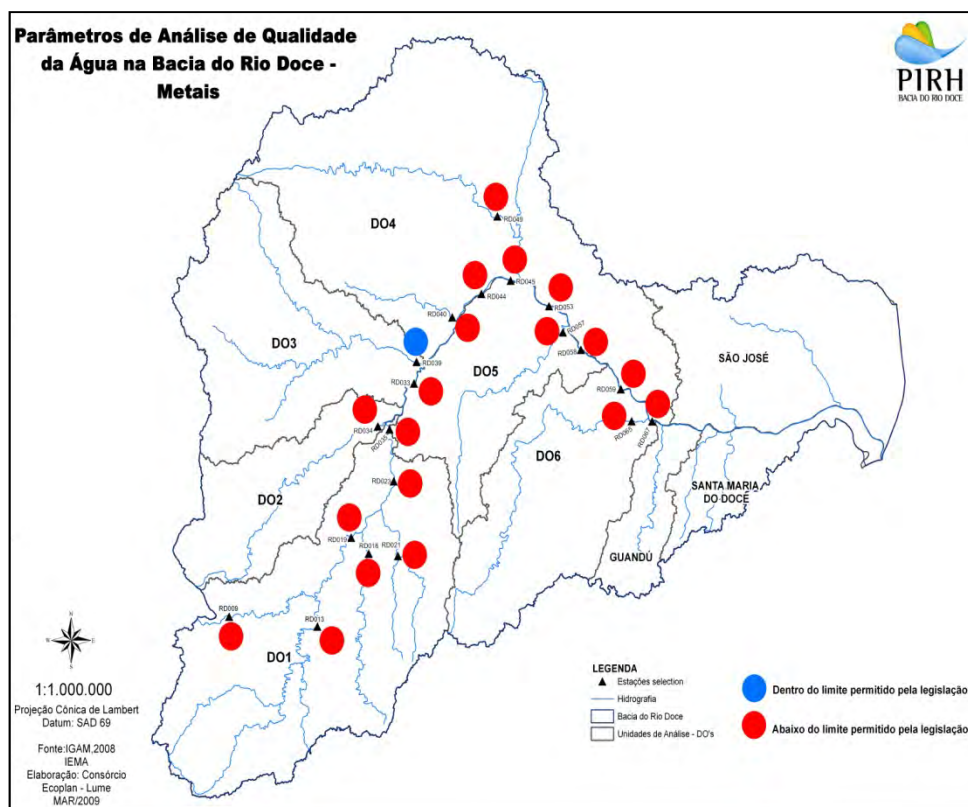 Parâmetros de Análise de Qualidade
da Água na Bacia do Rio Doce -
Metais
PIRH
BACIA DO RIO DOCE
DO4
RD049
RD045
RD044
RD053
RD040
RD057
RD058
DO3
SÃO JOSÉ
RD039
RD033
DO5
RD059
RD034
RD035
RD065
RD067
DO6
RD023
DO2
SANTA MARIA
DO DOCÉ
RD019
RD018
RD021
GUANDÚ
RD009
RD013
DO1
N
S
W
E
1:1.000.000
Projeção Cônica de Lambert
Datum: SAD 69
Fonte:IGAM,2008
IEMA
Elaboração: Consórcio
Ecoplan - Lume
MAR/2009
LEGENDA
Estações selection
Hidrografia
Bacia do Rio Doce
Unidades de Análise - DO's
Dentro do limite permitido pela legislação
Abaixo do limite permitido pela legislação